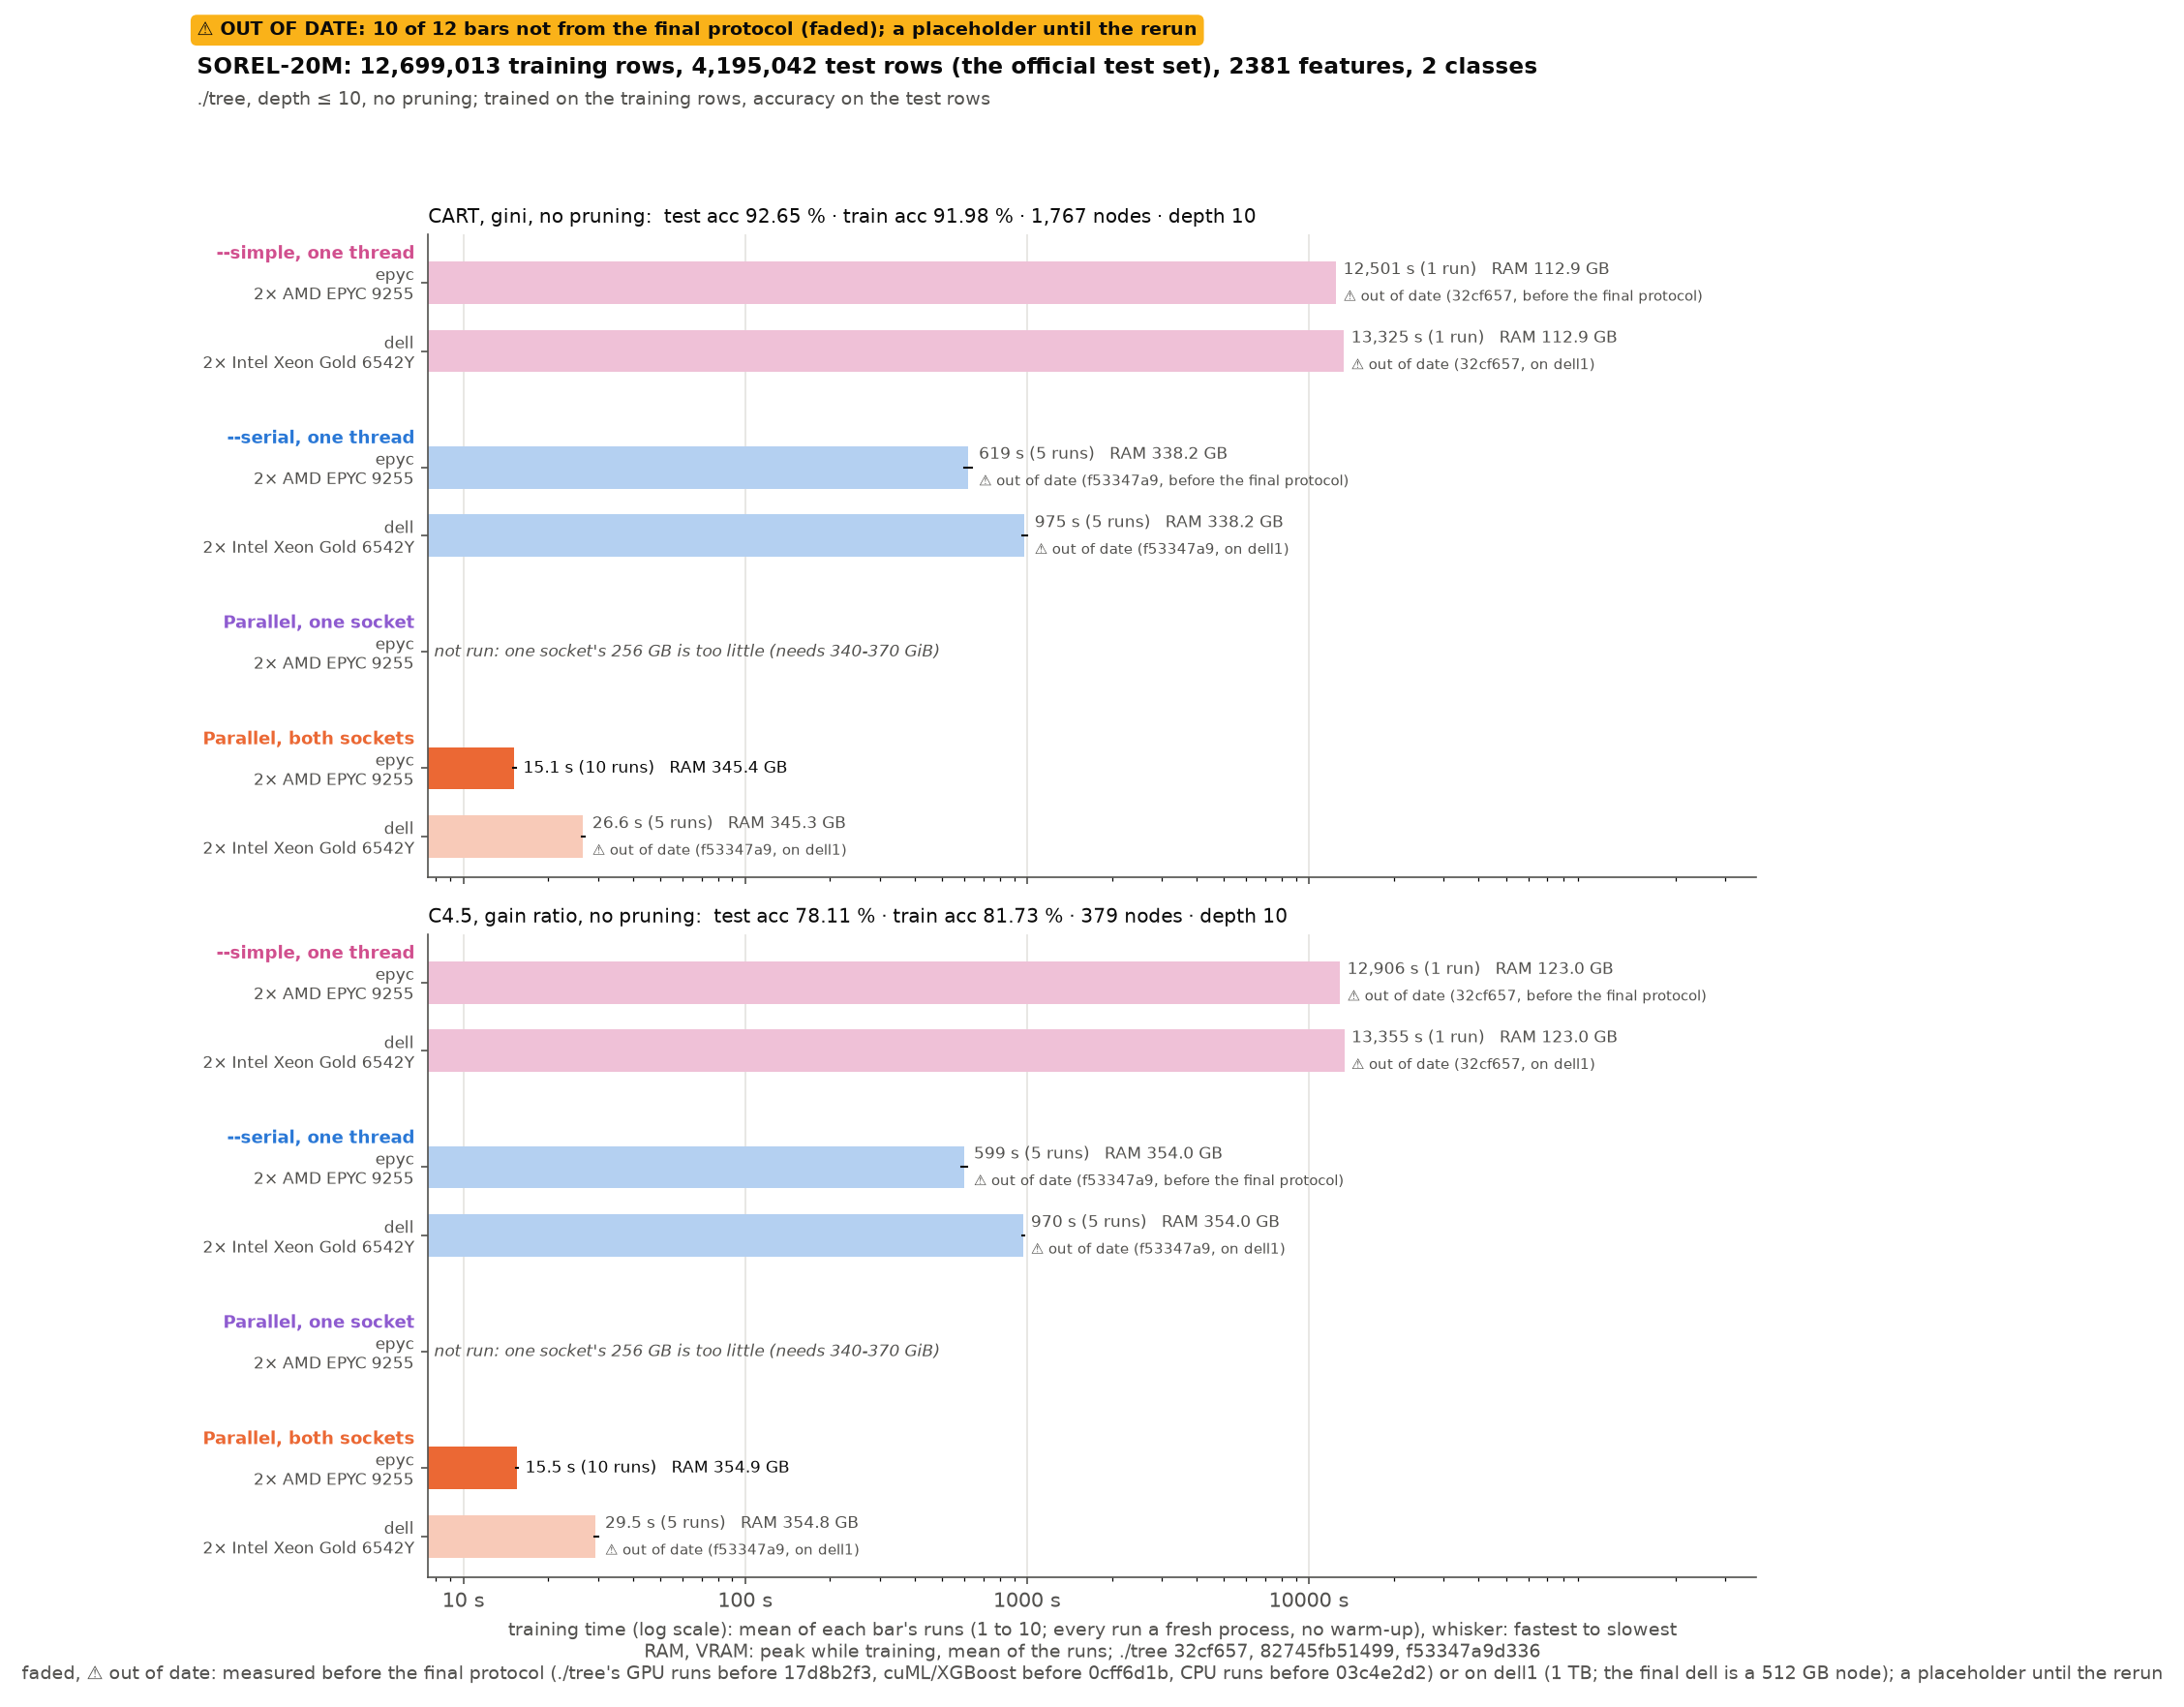 ⚠ OUT OF DATE: 10 of 12 bars not from the final protocol (faded); a placeholder until the rerun
SOREL-20M: 12,699,013 training rows, 4,195,042 test rows (the official test set), 2381 features, 2 classes
./tree, depth ≤ 10, no pruning; trained on the training rows, accuracy on the test rows
CART, gini, no pruning:  test acc 92.65 % · train acc 91.98 % · 1,767 nodes · depth 10
--simple, one thread
epyc
2× AMD EPYC 9255
12,501 s (1 run)   RAM 112.9 GB
⚠ out of date (32cf657, before the final protocol)
dell
2× Intel Xeon Gold 6542Y
13,325 s (1 run)   RAM 112.9 GB
⚠ out of date (32cf657, on dell1)
--serial, one thread
epyc
2× AMD EPYC 9255
619 s (5 runs)   RAM 338.2 GB
⚠ out of date (f53347a9, before the final protocol)
dell
2× Intel Xeon Gold 6542Y
975 s (5 runs)   RAM 338.2 GB
⚠ out of date (f53347a9, on dell1)
Parallel, one socket
epyc
2× AMD EPYC 9255
not run: one socket's 256 GB is too little (needs 340-370 GiB)
Parallel, both sockets
epyc
2× AMD EPYC 9255
15.1 s (10 runs)   RAM 345.4 GB
dell
2× Intel Xeon Gold 6542Y
26.6 s (5 runs)   RAM 345.3 GB
⚠ out of date (f53347a9, on dell1)
C4.5, gain ratio, no pruning:  test acc 78.11 % · train acc 81.73 % · 379 nodes · depth 10
--simple, one thread
epyc
2× AMD EPYC 9255
12,906 s (1 run)   RAM 123.0 GB
⚠ out of date (32cf657, before the final protocol)
dell
2× Intel Xeon Gold 6542Y
13,355 s (1 run)   RAM 123.0 GB
⚠ out of date (32cf657, on dell1)
--serial, one thread
epyc
2× AMD EPYC 9255
599 s (5 runs)   RAM 354.0 GB
⚠ out of date (f53347a9, before the final protocol)
dell
2× Intel Xeon Gold 6542Y
970 s (5 runs)   RAM 354.0 GB
⚠ out of date (f53347a9, on dell1)
Parallel, one socket
epyc
2× AMD EPYC 9255
not run: one socket's 256 GB is too little (needs 340-370 GiB)
Parallel, both sockets
epyc
2× AMD EPYC 9255
15.5 s (10 runs)   RAM 354.9 GB
dell
2× Intel Xeon Gold 6542Y
29.5 s (5 runs)   RAM 354.8 GB
⚠ out of date (f53347a9, on dell1)
10 s   100 s   1000 s   10000 s
training time (log scale): mean of each bar's runs (1 to 10; every run a fresh process, no warm-up), whisker: fastest to slowest
RAM, VRAM: peak while training, mean of the runs; ./tree 32cf657, 82745fb51499, f53347a9d336
faded, ⚠ out of date: measured before the final protocol (./tree's GPU runs before 17d8b2f3, cuML/XGBoost before 0cff6d1b, CPU runs before 03c4e2d2) or on dell1 (1 TB; the final dell is a 512 GB node); a placeholder until the rerun